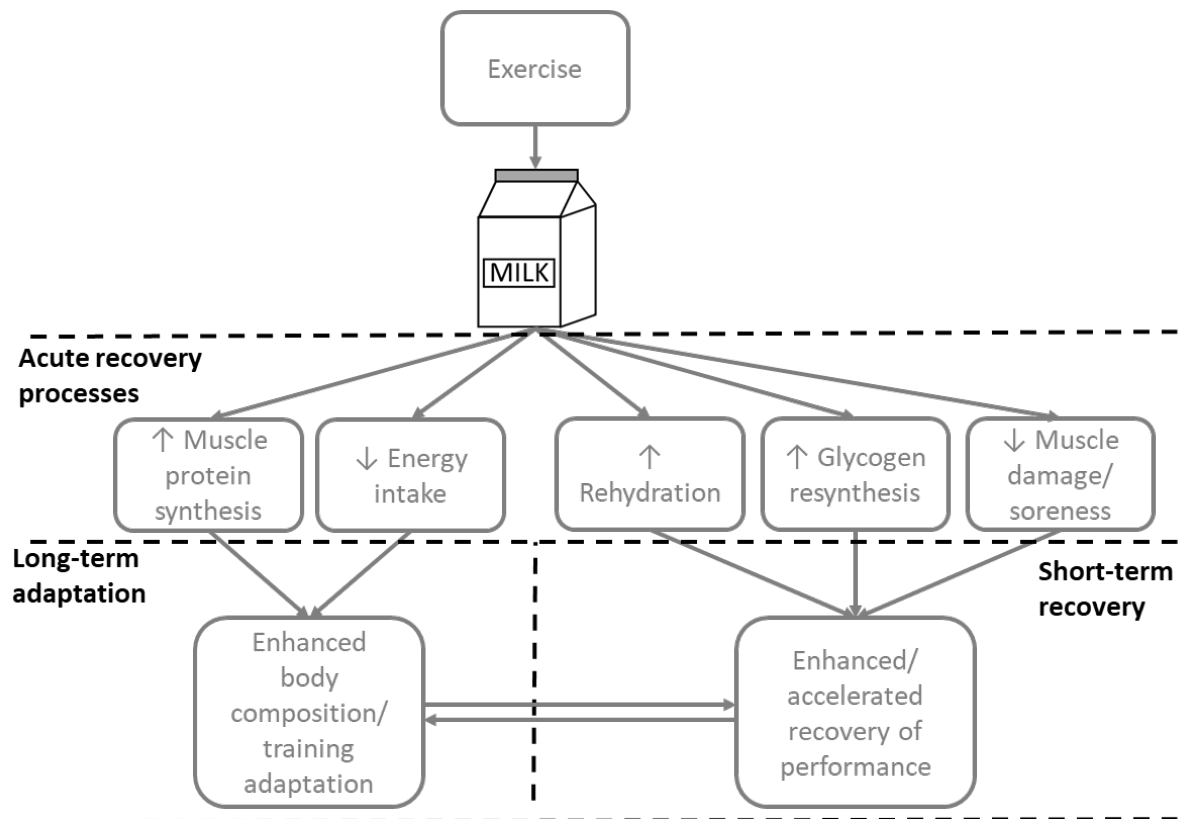 Exercise
MILK
Acute recovery
processes
↑ Muscle
protein
synthesis
↓ Energy
intake
↑
Rehydration
↑ Glycogen
resynthesis
↓ Muscle
damage/
soreness
Long-term
adaptation
Short-term
recovery
Enhanced
body
composition/
training
adaptation
Enhanced/
accelerated
recovery of
performance